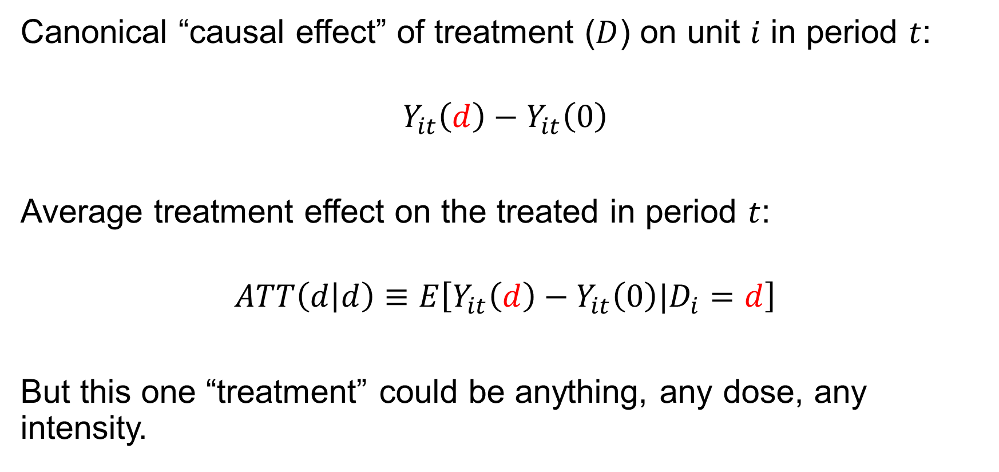 Canonical “causal effect” of treatment (D) on unit i in period t:
Y_{it}(d) − Y_{it}(0)
Average treatment effect on the treated in period t:
ATT(d|d) ≡ E[Y_{it}(d) − Y_{it}(0)|D_i = d]
But this one “treatment” could be anything, any dose, any
intensity.